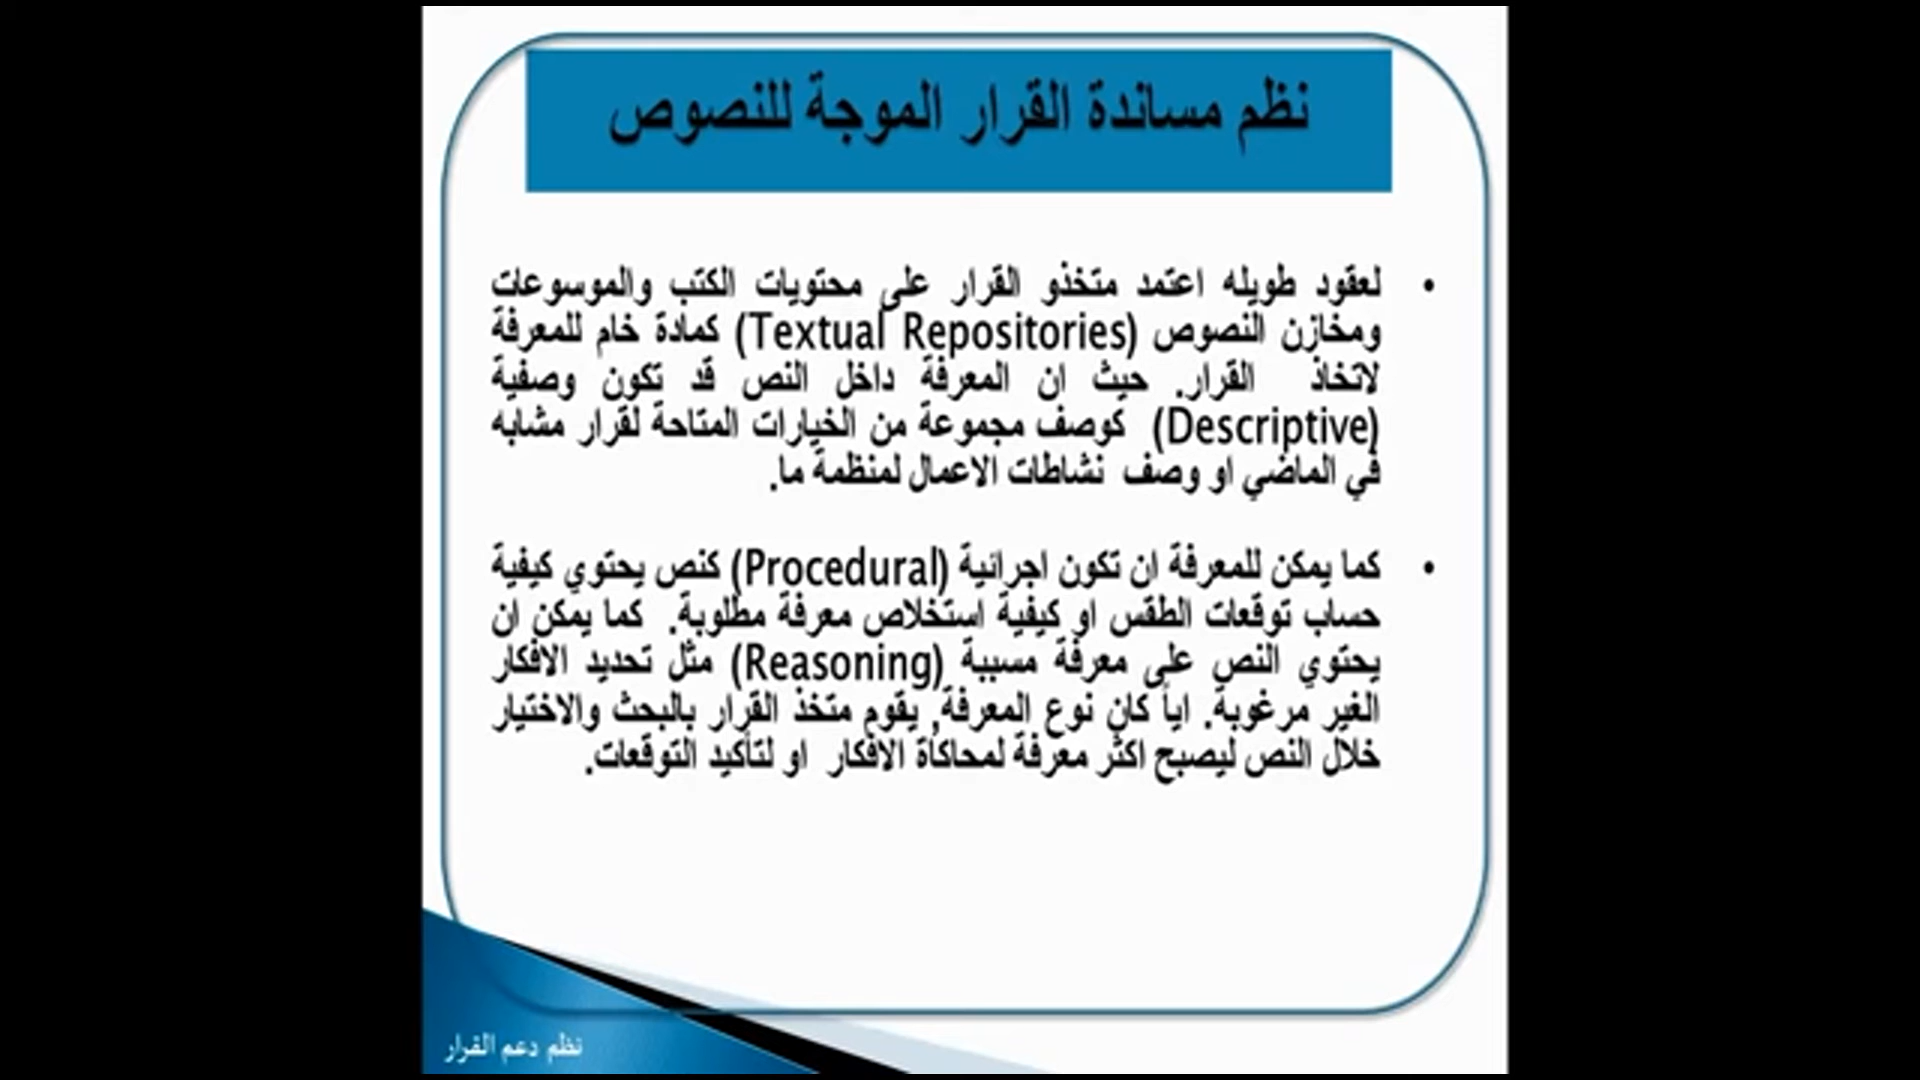 نظم مساندة القرار الموجة للنصوص
• لعقود طويله اعتمد متخذو القرار على محتويات الكتب والموسوعات
ومخازن النصوص (Textual Repositories) كمادة خام للمعرفة
لاتخاذ القرار. حيث ان المعرفة داخل النص قد تكون وصفية
(Descriptive) كوصف مجموعة من الخيارات المتاحة لقرار مشابه
في الماضي او وصف نشاطات الاعمال لمنظمة ما.
• كما يمكن للمعرفة ان تكون اجرائية (Procedural) كنص يحتوي كيفية
حساب توقعات الطقس او كيفية استخلاص معرفة مطلوبة. كما يمكن ان
يحتوي النص على معرفة مسببة (Reasoning) مثل تحديد الافكار
الغير مرغوبة. اياً كان نوع المعرفة, يقوم متخذ القرار بالبحث والاختيار
خلال النص ليصبح اكثر معرفة لمحاكاة الافكار او لتأكيد التوقعات.
نظم دعم القرار